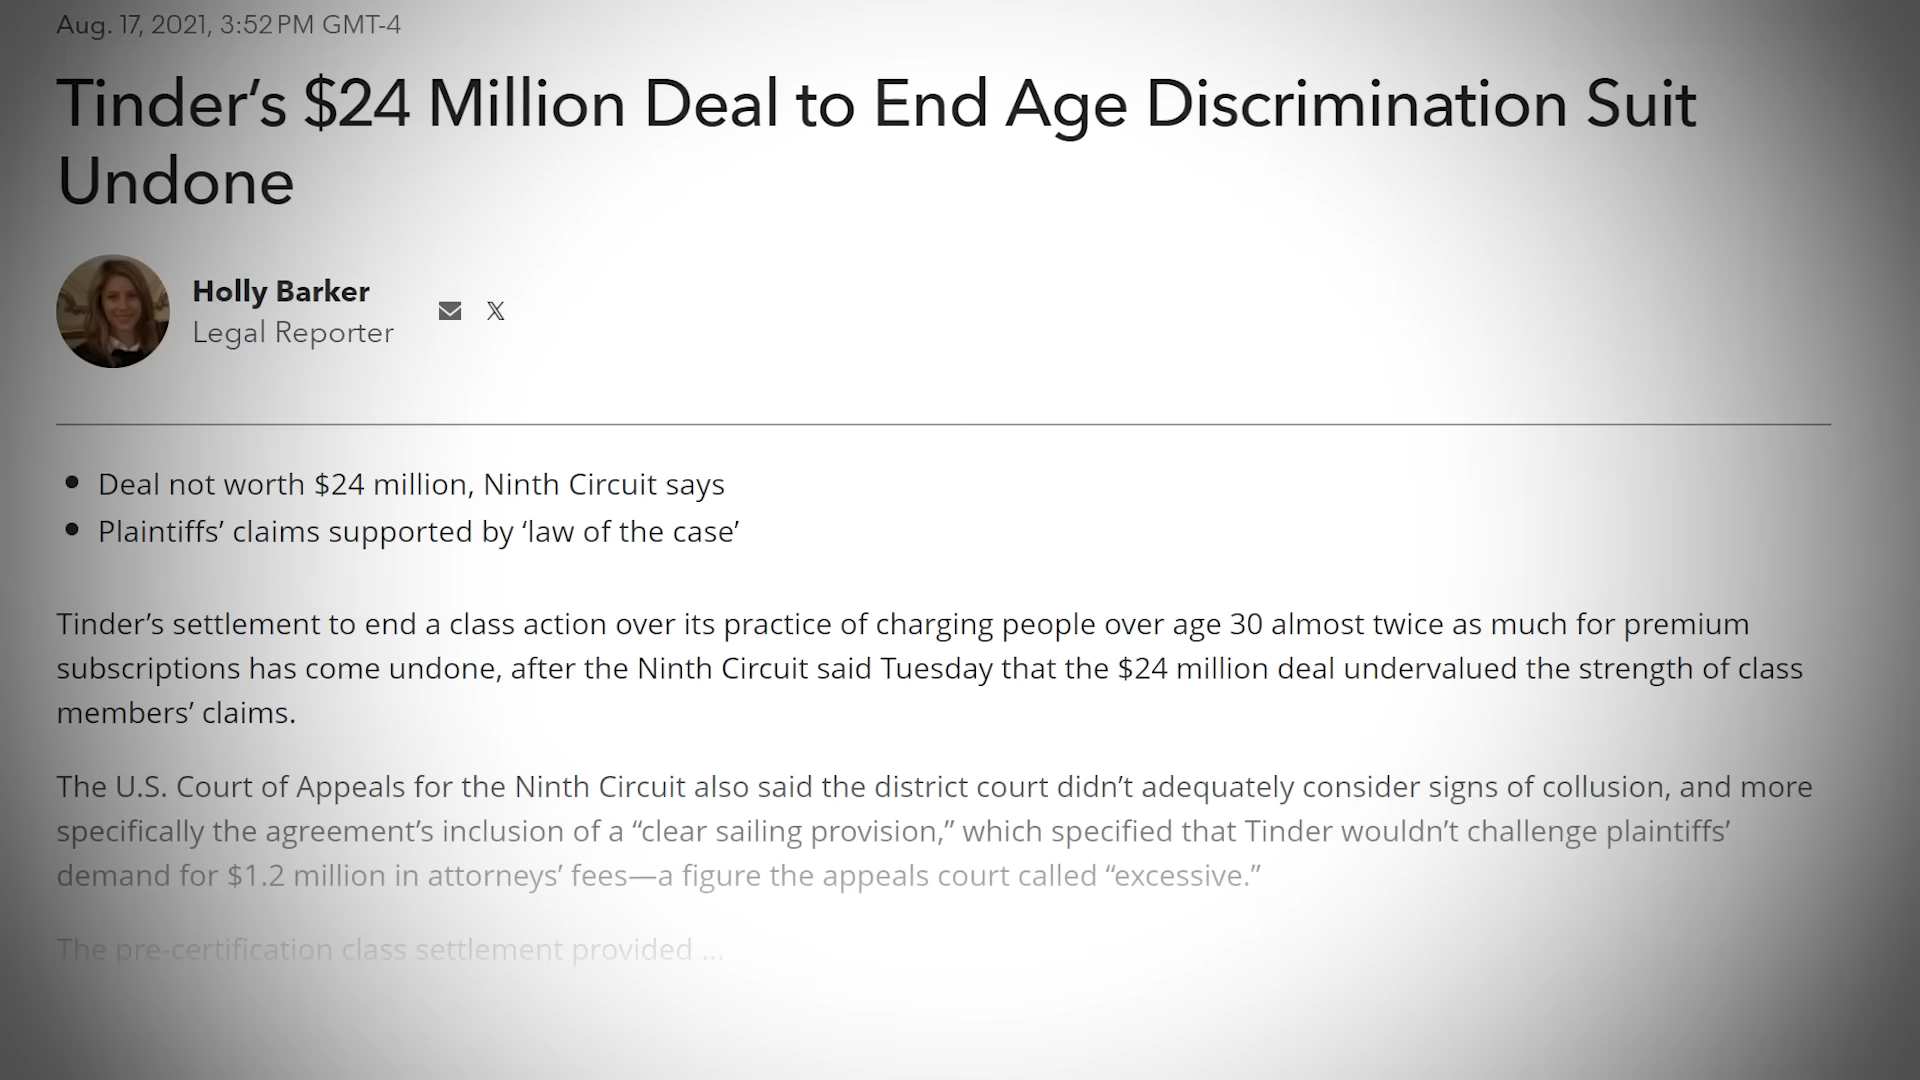 Aug. 17, 2021, 3:52 PM GMT-4
Tinder’s $24 Million Deal to End Age Discrimination Suit
Undone
Holly Barker
Legal Reporter
• Deal not worth $24 million, Ninth Circuit says
• Plaintiffs’ claims supported by ‘law of the case’
Tinder’s settlement to end a class action over its practice of charging people over age 30 almost twice as much for premium
subscriptions has come undone, after the Ninth Circuit said Tuesday that the $24 million deal undervalued the strength of class
members’ claims.
The U.S. Court of Appeals for the Ninth Circuit also said the district court didn’t adequately consider signs of collusion, and more
specifically the agreement’s inclusion of a “clear sailing provision,” which specified that Tinder wouldn’t challenge plaintiffs’
demand for $1.2 million in attorneys’ fees—a figure the appeals court called “excessive.”
The pre-certification class settlement provided ...